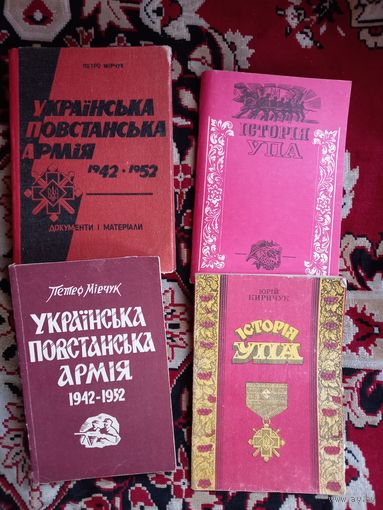 ПЕТРО МІРЧУК
УКРАЇНСЬКА
ПОВСТАНСЬКА
АРМІЯ
1942 • 1952
ДОКУМЕНТИ І МАТЕРІАЛИ
ІСТОРІЯ
УПА
Петро Мірчук
УКРАЇНСЬКА
ПОВСТАНСЬКА
АРМІЯ
1942-1952
ЮРІЙ
КИРИЧУК
ІСТОРІЯ
УПА